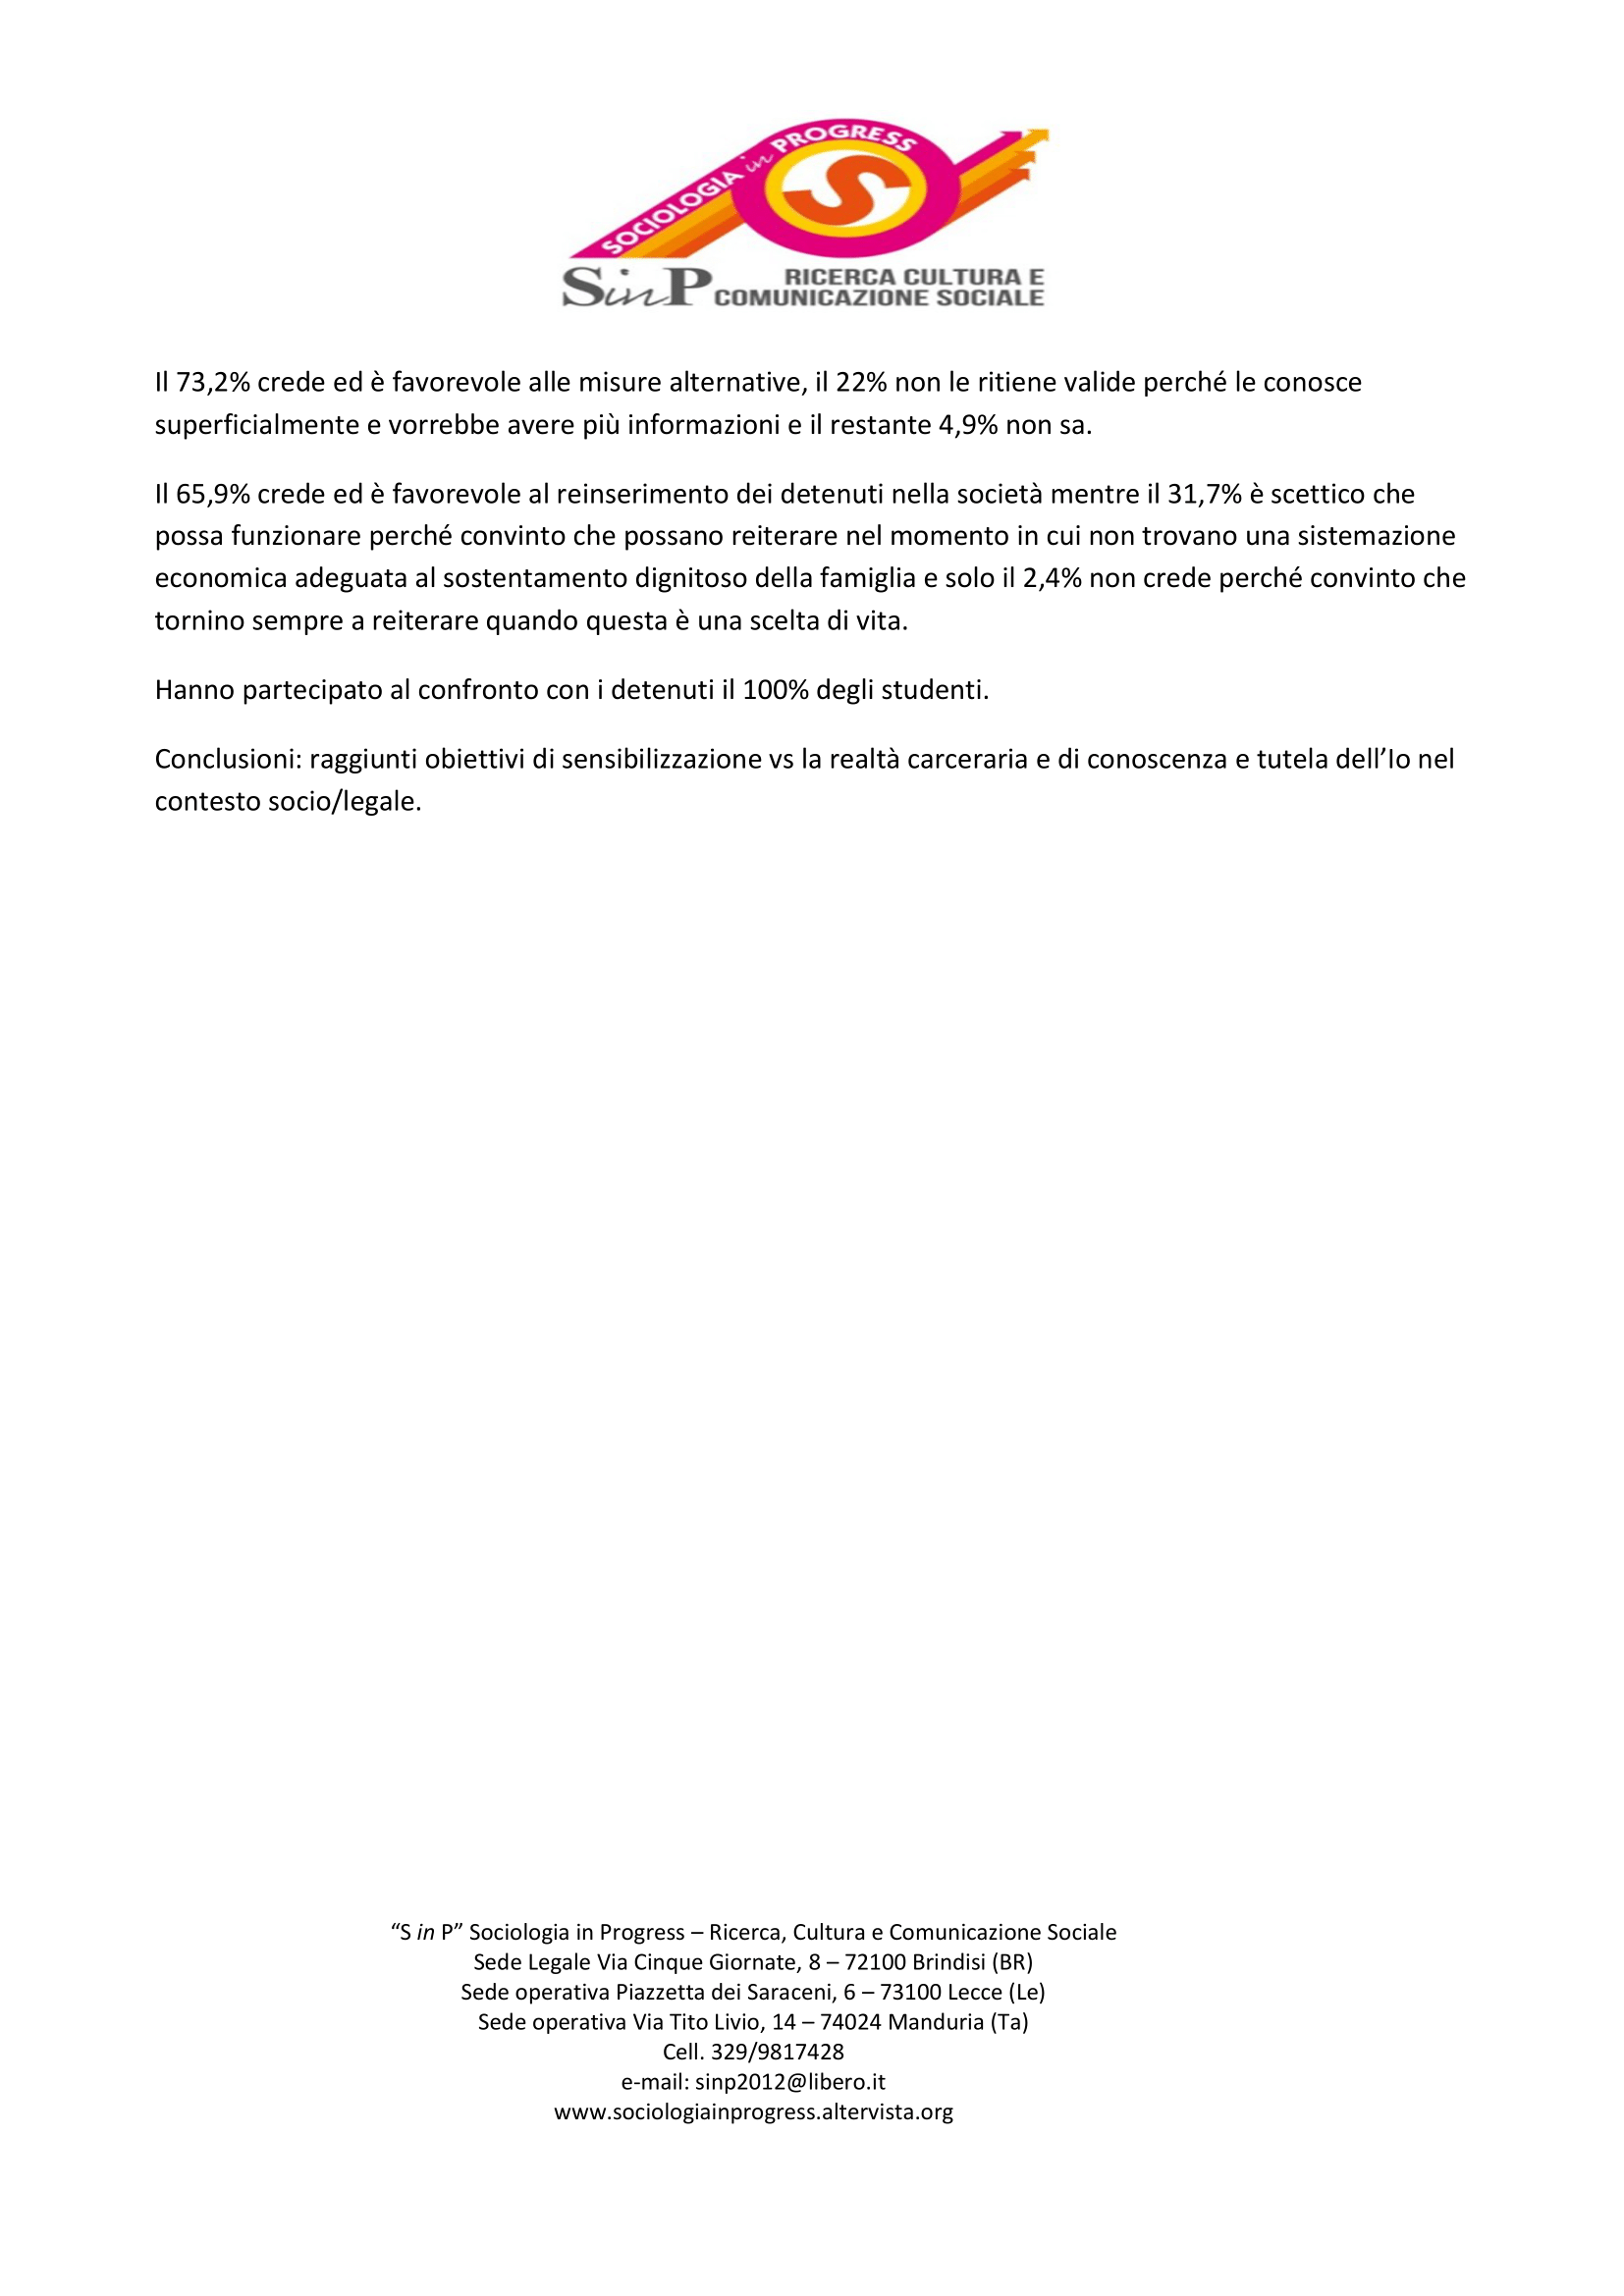 SOCIOLOGIA in PROGRESS
S
SinP RICERCA CULTURA E
COMUNICAZIONE SOCIALE
Il 73,2% crede ed è favorevole alle misure alternative, il 22% non le ritiene valide perché le conosce
superficialmente e vorrebbe avere più informazioni e il restante 4,9% non sa.
Il 65,9% crede ed è favorevole al reinserimento dei detenuti nella società mentre il 31,7% è scettico che
possa funzionare perché convinto che possano reiterare nel momento in cui non trovano una sistemazione
economica adeguata al sostentamento dignitoso della famiglia e solo il 2,4% non crede perché convinto che
tornino sempre a reiterare quando questa è una scelta di vita.
Hanno partecipato al confronto con i detenuti il 100% degli studenti.
Conclusioni: raggiunti obiettivi di sensibilizzazione vs la realtà carceraria e di conoscenza e tutela dell’Io nel
contesto socio/legale.
“S in P” Sociologia in Progress – Ricerca, Cultura e Comunicazione Sociale
Sede Legale Via Cinque Giornate, 8 – 72100 Brindisi (BR)
Sede operativa Piazzetta dei Saraceni, 6 – 73100 Lecce (Le)
Sede operativa Via Tito Livio, 14 – 74024 Manduria (Ta)
Cell. 329/9817428
e-mail: sinp2012@libero.it
www.sociologiainprogress.altervista.org